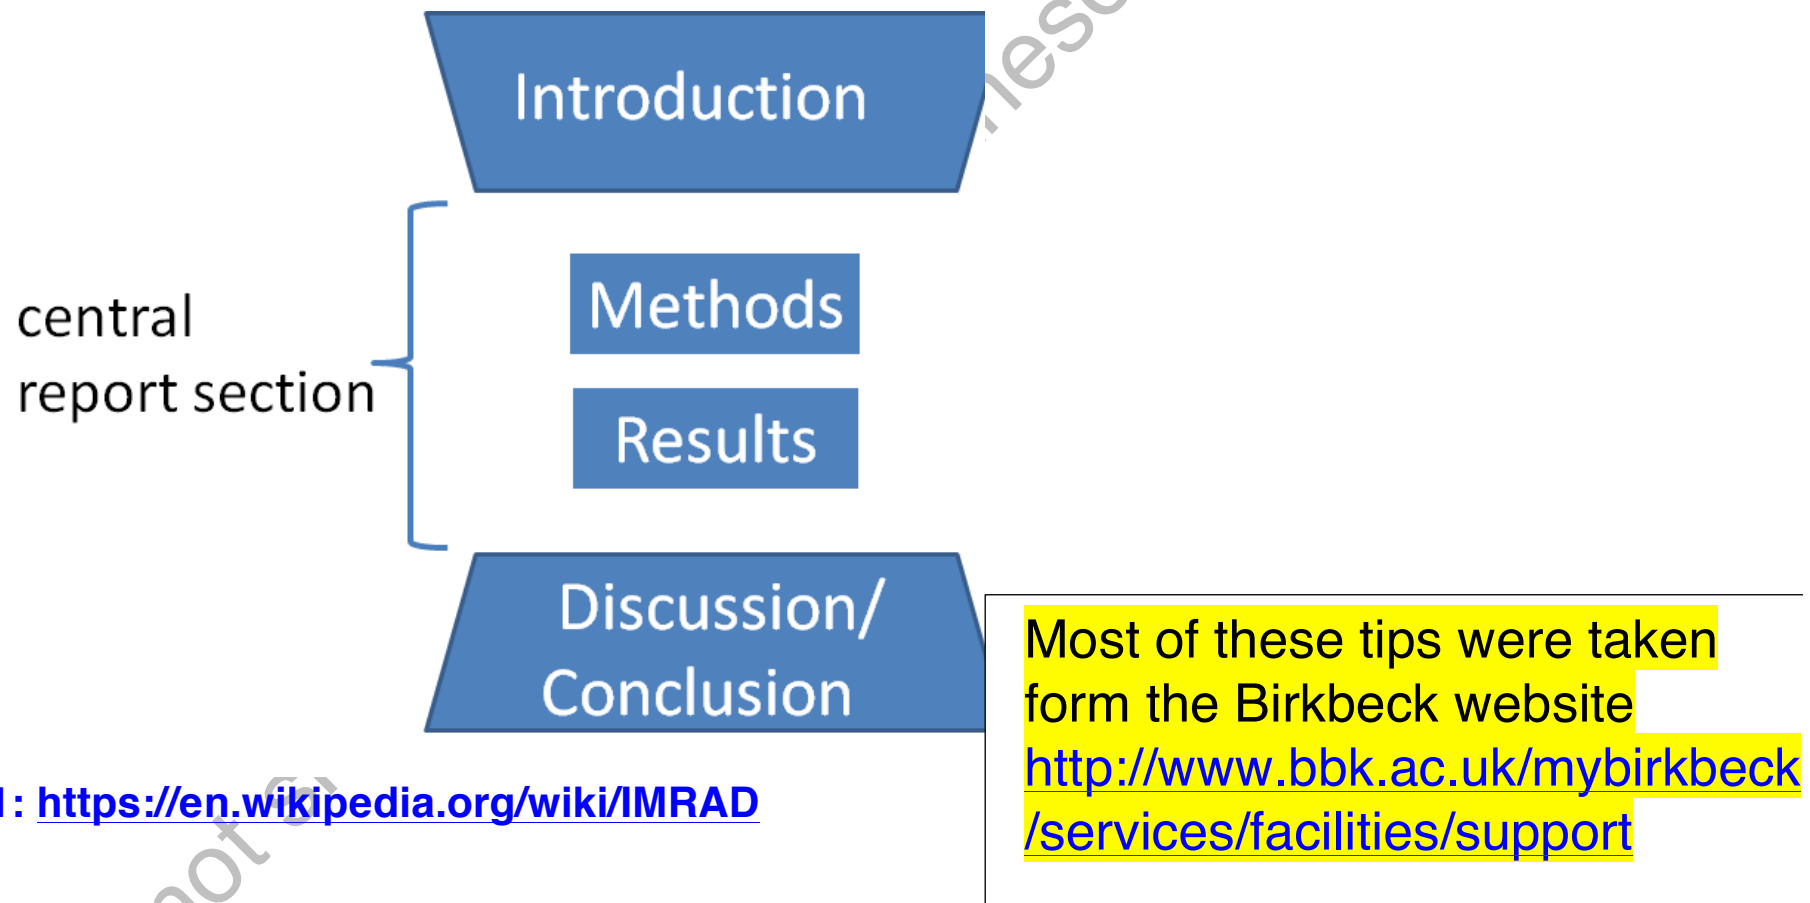 Introduction
central
report section
Methods
Results
Discussion/
Conclusion
Most of these tips were taken
form the Birkbeck website
http://www.bbk.ac.uk/mybirkbeck
/services/facilities/support
: https://en.wikipedia.org/wiki/IMRAD